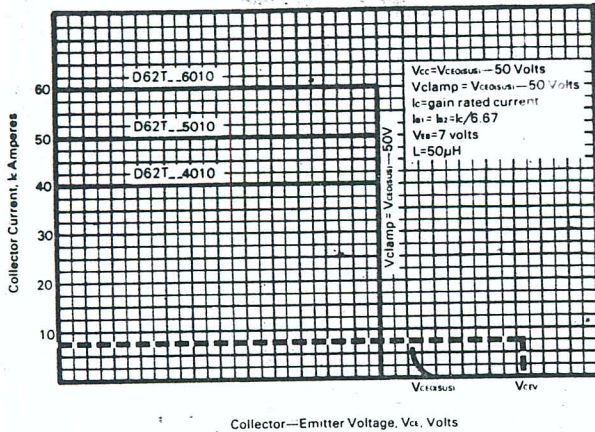 D62T__6010
D62T__5010
D62T__4010
60
50
40
30
20
10
Collector Current, Ic Amperes
VCC=VCEO(SUS)—50 Volts
Vclamp = VCEO(SUS)—50 Volts
Ic=gain rated current
IB1 = IB2=Ic/6.67
VEB=7 volts
L=50μH
Vclamp = VCEO(SUS)—50V
VCEO(SUS)
VCEV
Collector—Emitter Voltage, VCE, Volts